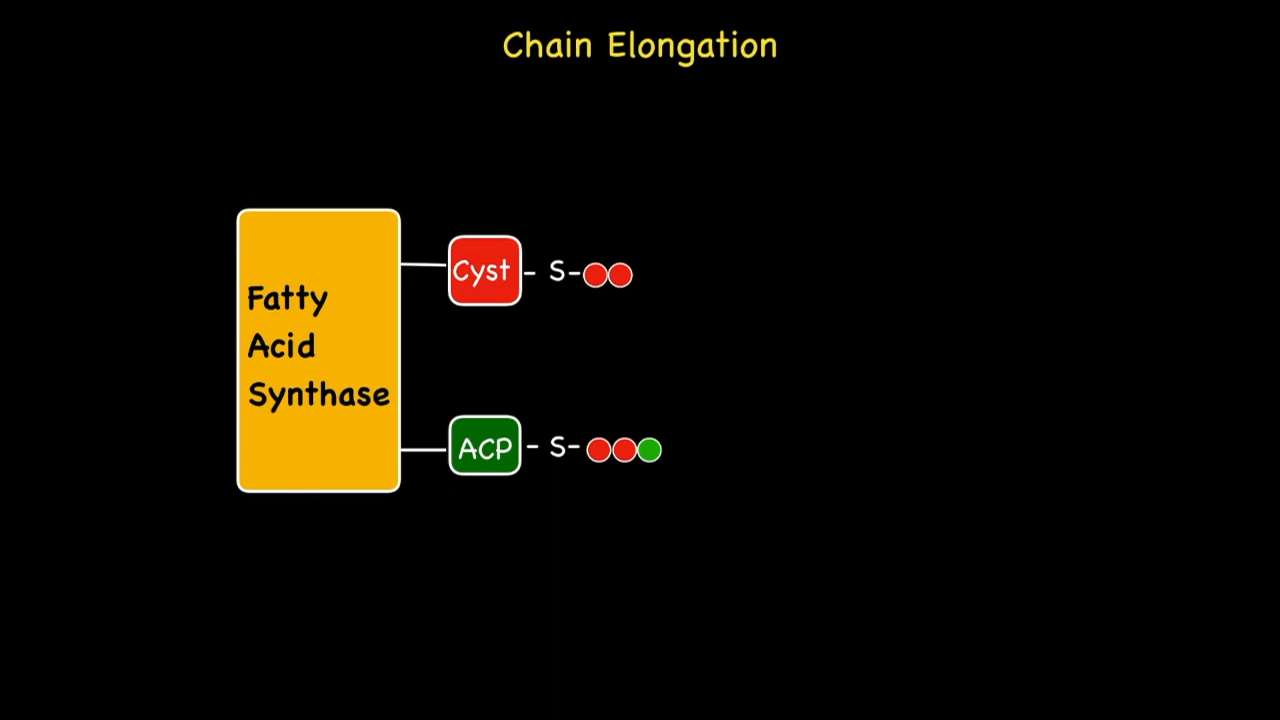 Chain Elongation
Fatty
Acid
Synthase
Cyst - S-
ACP - S-